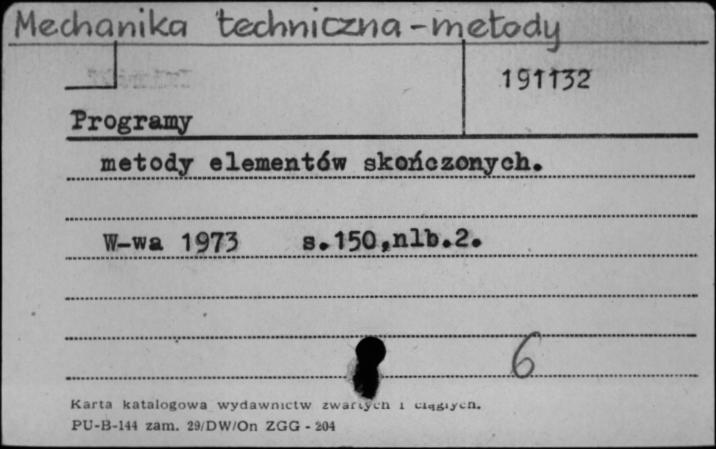 Mechanika techniczna - metody
191132
Programy
metody elementów skończonych.
W-wa 1973 s.150,nlb.2.
6
Karta katalogowa wydawnictw zwartych i ciągłych.
PU-B-144 zam. 29/DW/On ZGG - 204